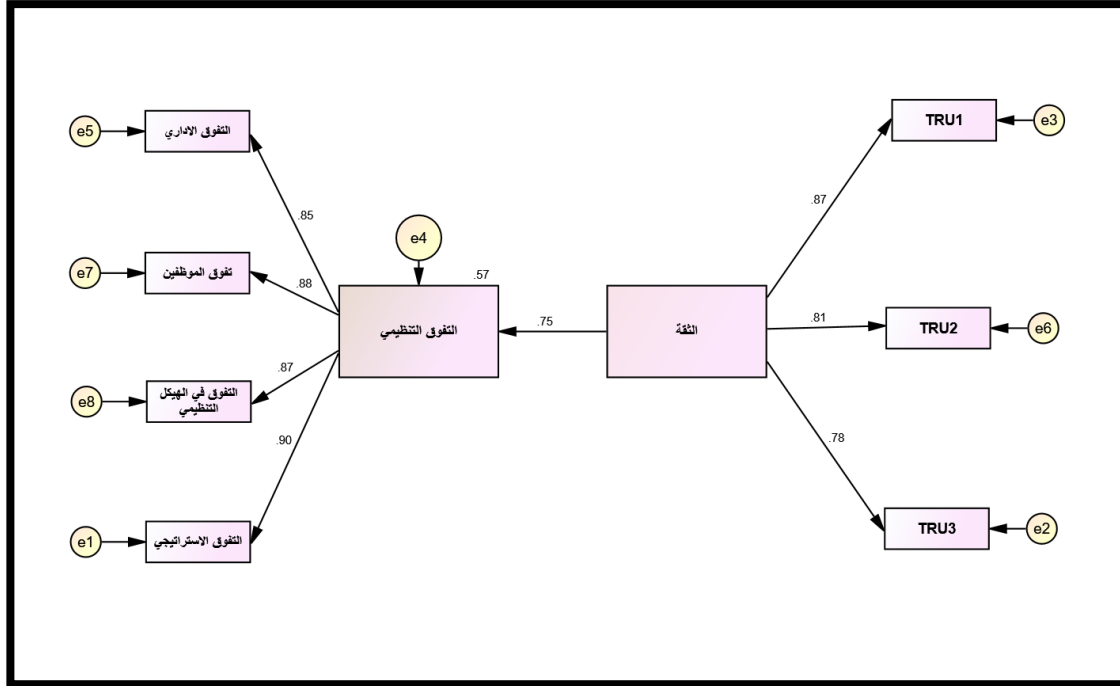 التفوق الاداري
e5
TRU1
e3
.87
.85
e4
تفوق الموظفين
e7
.88
.57
التفوق التنظيمي
.75
الثقة
.81
TRU2
e6
.87
التفوق في الهيكل
التنظيمي
e8
.90
.78
التفوق الاستراتيجي
e1
TRU3
e2